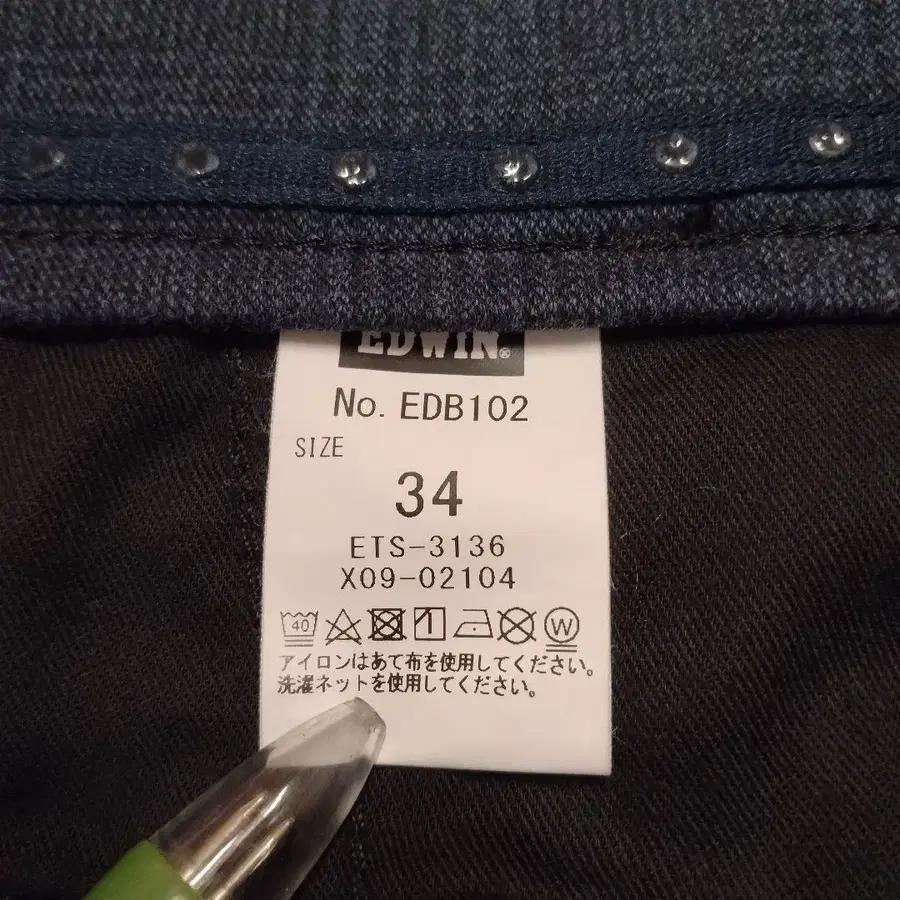 EDWIN®
No. EDB102
SIZE
34
ETS-3136
X09-02104
40 W
アイロンはあて布を使用してください。
洗濯ネットを使用してください。